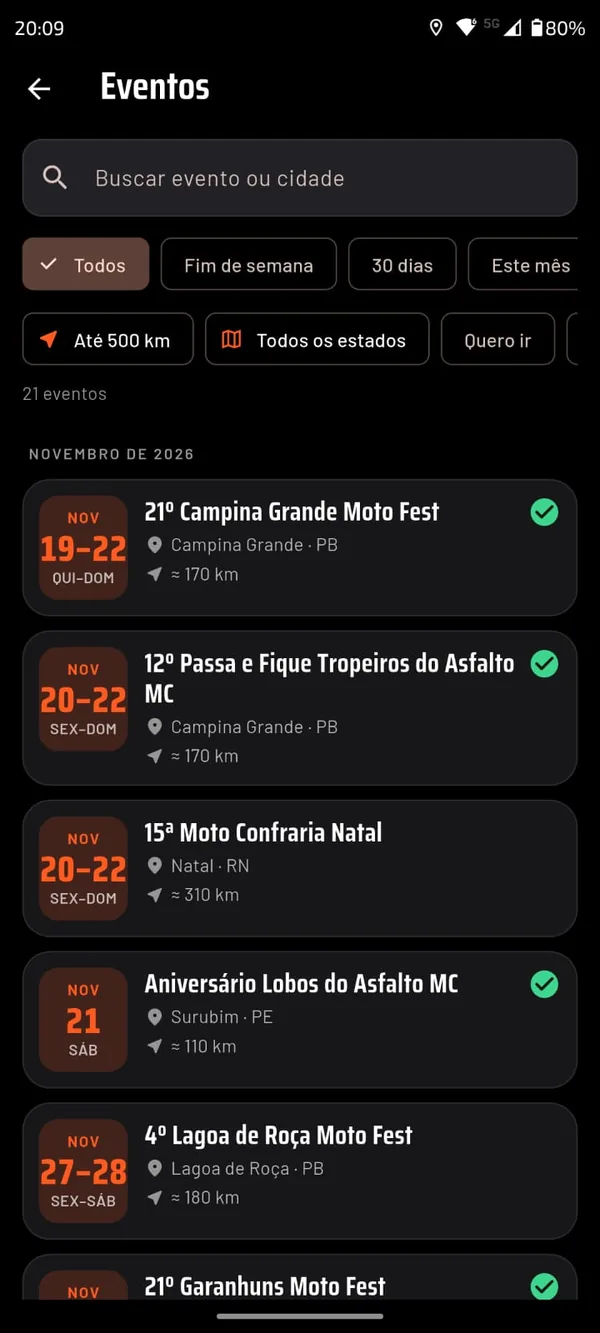 20:09
5G
80%
Eventos
Buscar evento ou cidade
Todos
Fim de semana
30 dias
Este mês
Até 500 km
Todos os estados
Quero ir
21 eventos
NOVEMBRO DE 2026
NOV
19–22
QUI–DOM
21º Campina Grande Moto Fest
Campina Grande · PB
≈ 170 km
NOV
20–22
SEX–DOM
12º Passa e Fique Tropeiros do Asfalto
MC
Campina Grande · PB
≈ 170 km
NOV
20–22
SEX–DOM
15ª Moto Confraria Natal
Natal · RN
≈ 310 km
NOV
21
SÁB
Aniversário Lobos do Asfalto MC
Surubim · PE
≈ 110 km
NOV
27–28
SEX–SÁB
4º Lagoa de Roça Moto Fest
Lagoa de Roça · PB
≈ 180 km
NOV
21º Garanhuns Moto Fest